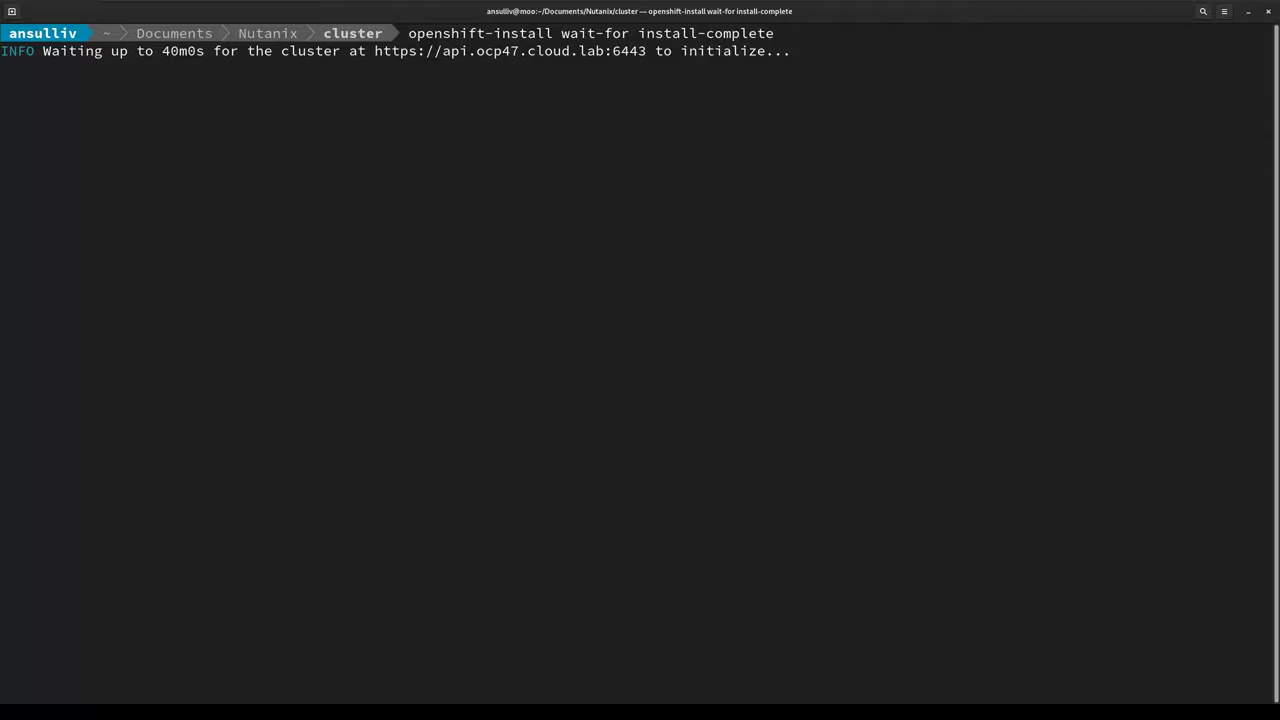 ansulliv@moo:~/Documents/Nutanix/cluster — openshift-install wait-for install-complete
ansulliv ~ Documents Nutanix cluster openshift-install wait-for install-complete
INFO Waiting up to 40m0s for the cluster at https://api.ocp47.cloud.lab:6443 to initialize...